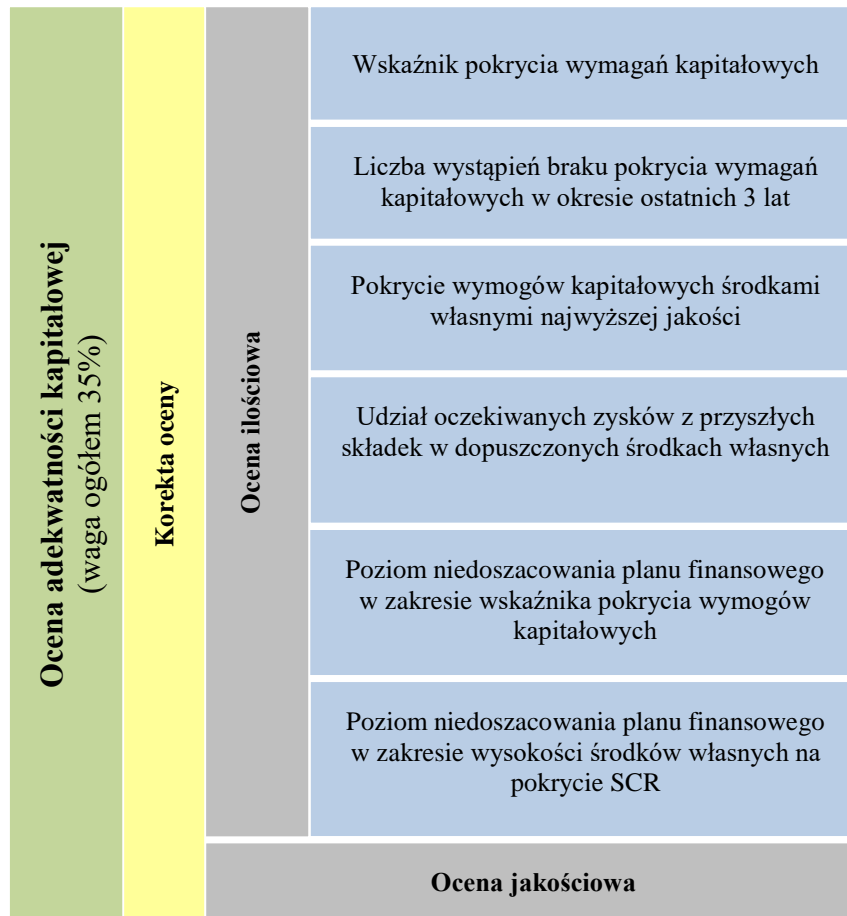 Ocena adekwatności kapitałowej
(waga ogółem 35%)
Korekta oceny
Ocena ilościowa
Wskaźnik pokrycia wymagań kapitałowych
Liczba wystąpień braku pokrycia wymagań
kapitałowych w okresie ostatnich 3 lat
Pokrycie wymogów kapitałowych środkami
własnymi najwyższej jakości
Udział oczekiwanych zysków z przyszłych
składek w dopuszczonych środkach własnych
Poziom niedoszacowania planu finansowego
w zakresie wskaźnika pokrycia wymogów
kapitałowych
Poziom niedoszacowania planu finansowego
w zakresie wysokości środków własnych na
pokrycie SCR
Ocena jakościowa